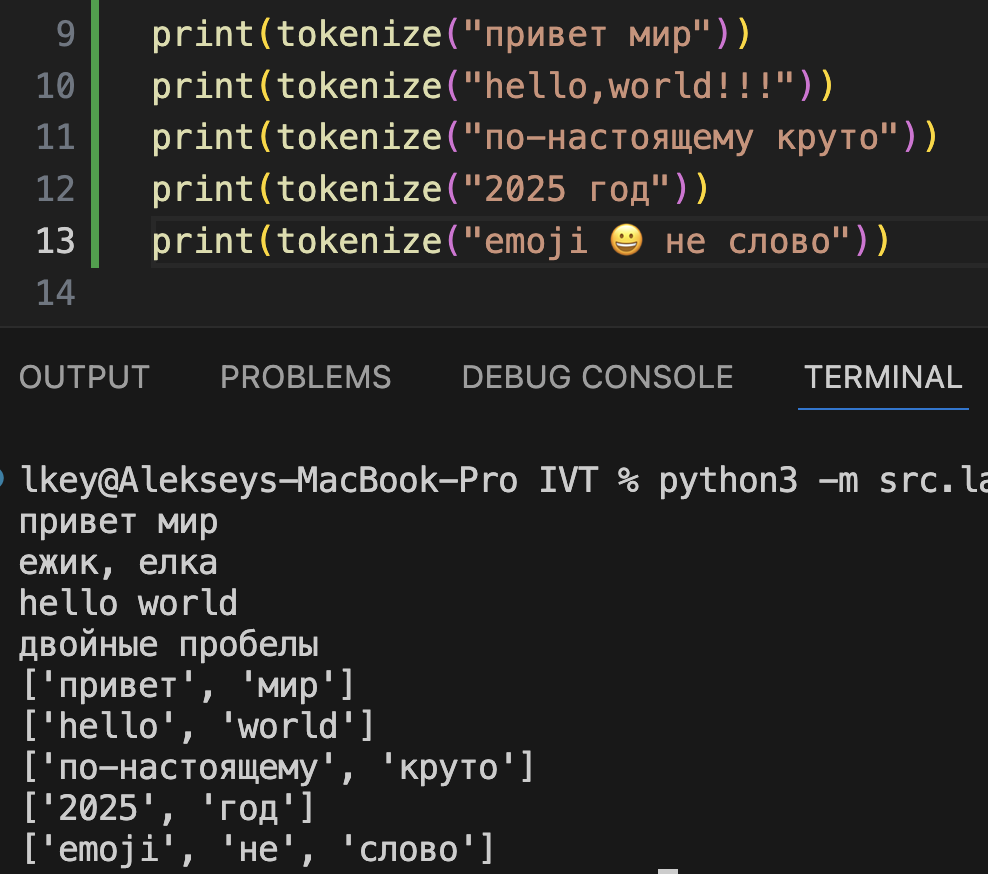 9 print(tokenize("привет мир"))
10 print(tokenize("hello,world!!!"))
11 print(tokenize("по-настоящему круто"))
12 print(tokenize("2025 год"))
13 print(tokenize("emoji 😀 не слово"))
14
OUTPUT PROBLEMS DEBUG CONSOLE TERMINAL
lkey@Alekseys-MacBook-Pro IVT % python3 -m src.la
привет мир
ежик, елка
hello world
двойные пробелы
['привет', 'мир']
['hello', 'world']
['по-настоящему', 'круто']
['2025', 'год']
['emoji', 'не', 'слово']